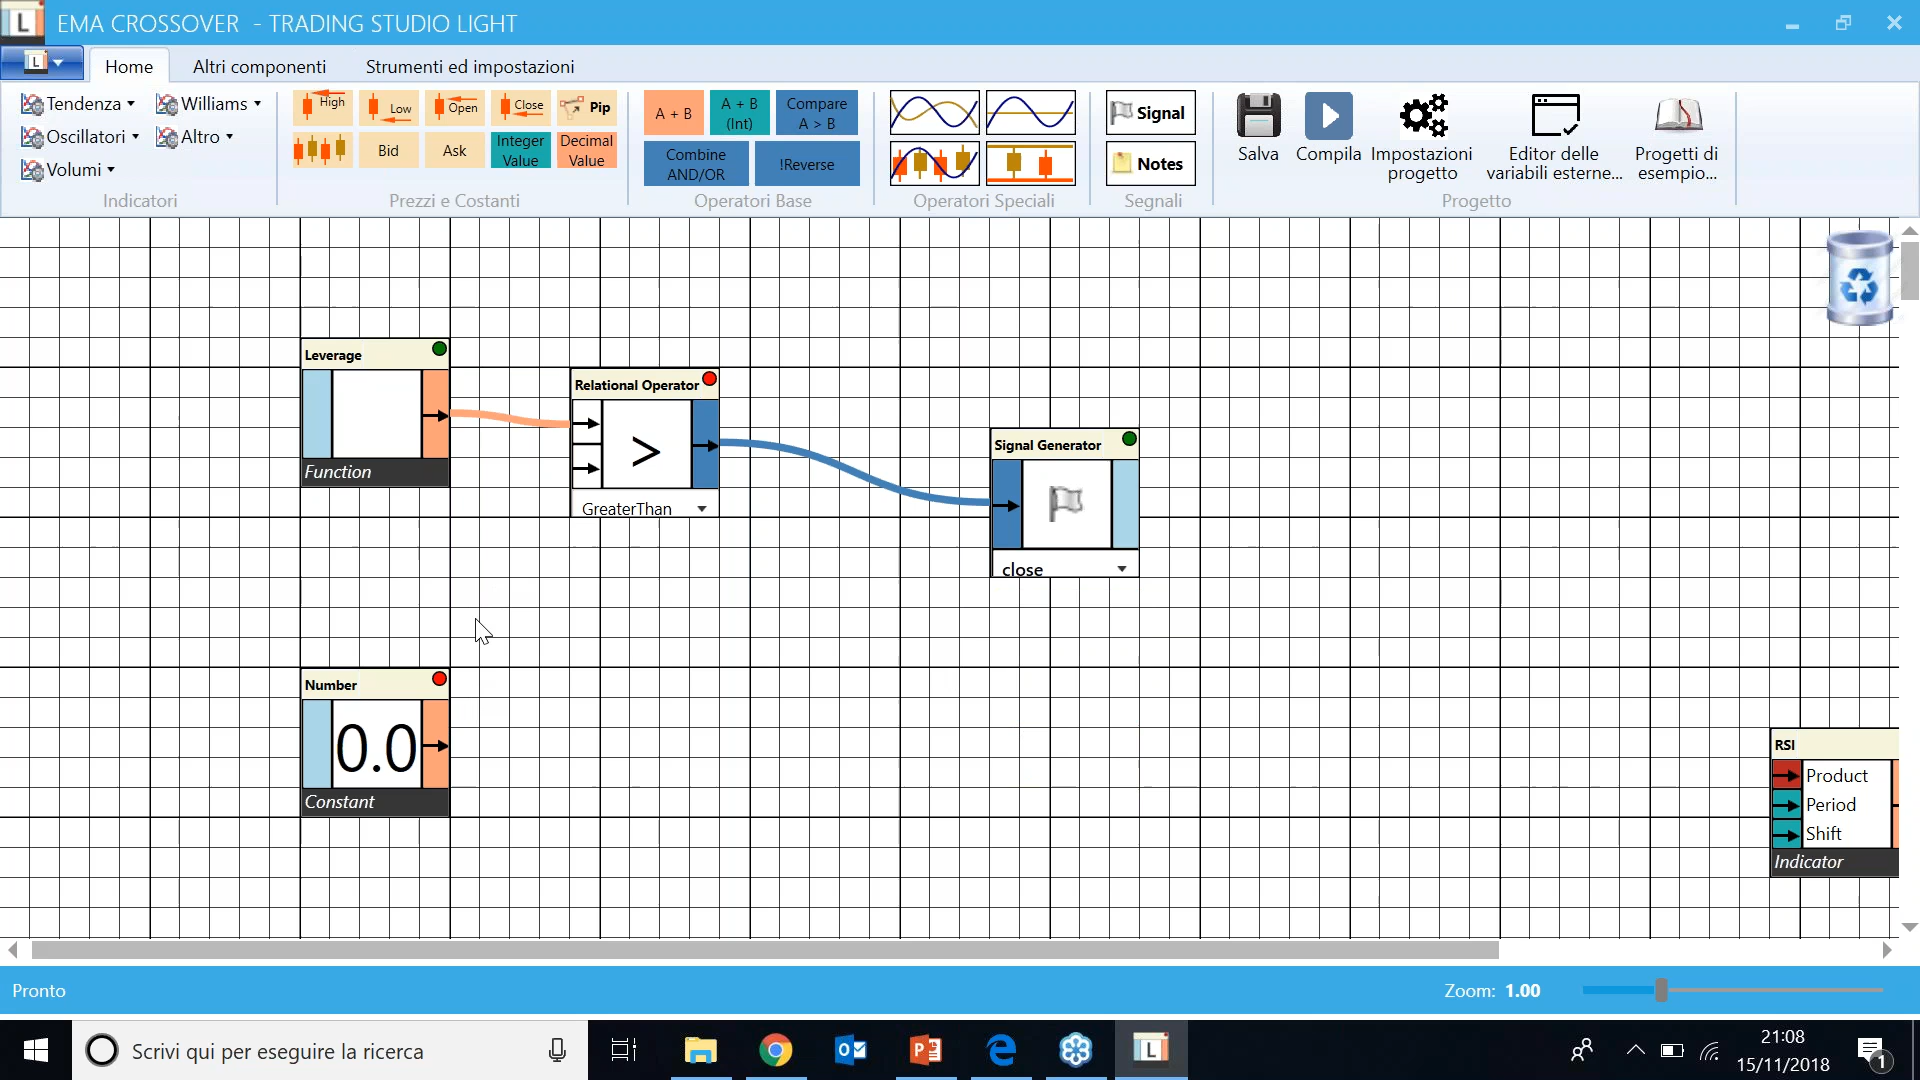 L EMA CROSSOVER - TRADING STUDIO LIGHT
L Home Altri componenti Strumenti ed impostazioni
Tendenza Williams
Oscillatori Altro
Volumi
Indicatori
High Low Open Close Pip
Bid Ask Integer Value Decimal Value
Prezzi e Costanti
A + B A + B (Int) Compare A > B
Combine AND/OR !Reverse
Operatori Base
Operatori Speciali
Signal
Notes
Segnali
Salva Compila Impostazioni progetto Editor delle variabili esterne... Progetti di esempio...
Progetto
Leverage
Function
Relational Operator
>
GreaterThan
Signal Generator
close
Number
0.0
Constant
RSI
Product
Period
Shift
Indicator
Pronto
Zoom: 1.00
Scrivi qui per eseguire la ricerca
L
21:08
15/11/2018
1